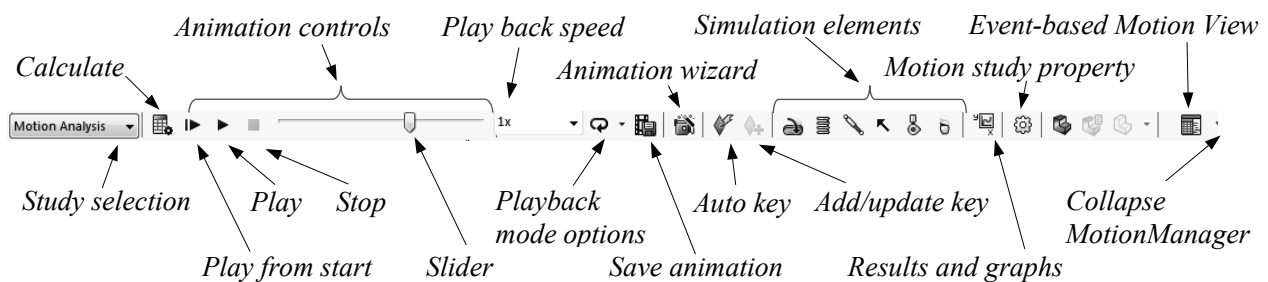 Animation controls
Play back speed
Simulation elements
Event-based Motion View
Calculate
Animation wizard
Motion study property
Motion Analysis
1x
Study selection
Play
Stop
Playback
mode options
Auto key
Add/update key
Collapse
MotionManager
Play from start
Slider
Save animation
Results and graphs